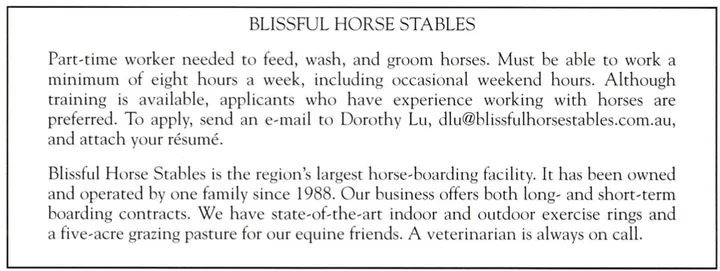 BLISSFUL HORSE STABLES
Part-time worker needed to feed, wash, and groom horses. Must be able to work a
minimum of eight hours a week, including occasional weekend hours. Although
training is available, applicants who have experience working with horses are
preferred. To apply, send an e-mail to Dorothy Lu, dlu@blissfulhorsestables.com.au,
and attach your résumé.
Blissful Horse Stables is the region's largest horse-boarding facility. It has been owned
and operated by one family since 1988. Our business offers both long- and short-term
boarding contracts. We have state-of-the-art indoor and outdoor exercise rings and
a five-acre grazing pasture for our equine friends. A veterinarian is always on call.